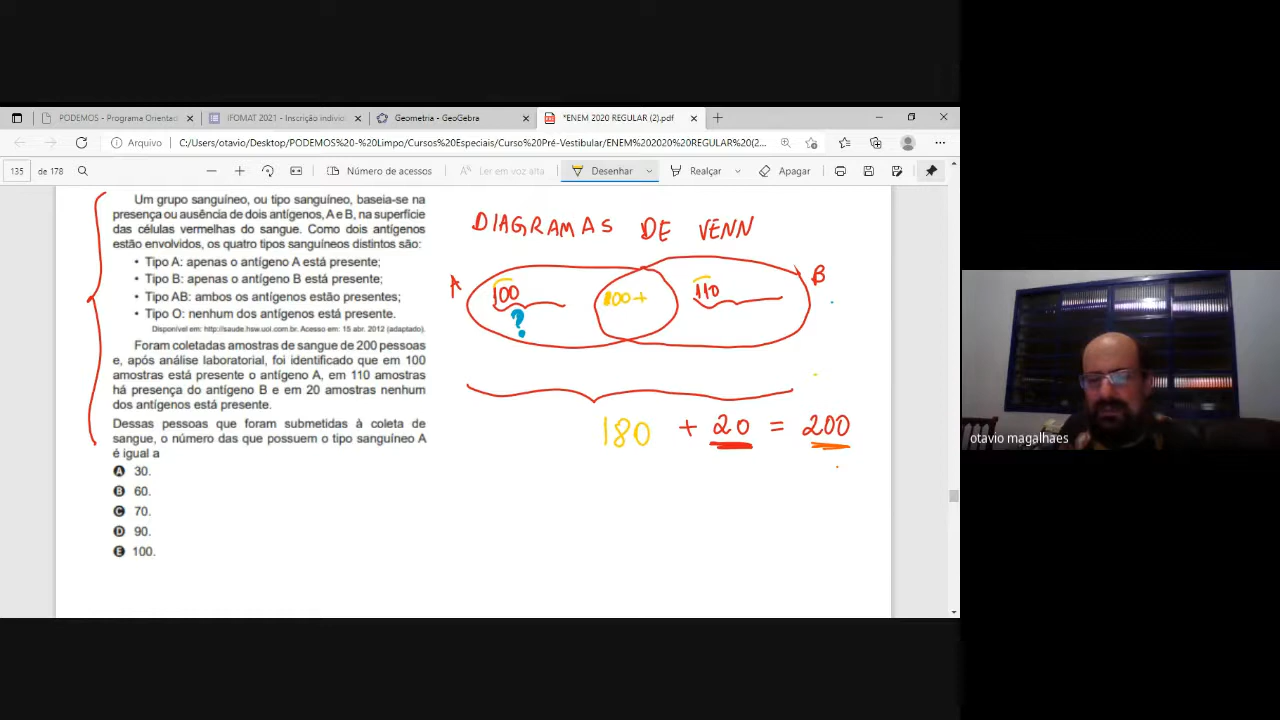 PODEMOS - Programa Orientad
IFOMAT 2021 - Inscrição individ
Geometria - GeoGebra
*ENEM 2020 REGULAR (2).pdf
Arquivo
C:/Users/otavio/Desktop/PODEMOS%20-%20Limpo/Cursos%20Especiais/Curso%20Pré-Vestibular/ENEM%202020%20REGULAR%20(2...
135 de 178
Número de acessos
Ler em voz alta
Desenhar
Realçar
Apagar
Um grupo sanguíneo, ou tipo sanguíneo, baseia-se na
presença ou ausência de dois antígenos, A e B, na superfície
das células vermelhas do sangue. Como dois antígenos
estão envolvidos, os quatro tipos sanguíneos distintos são:
• Tipo A: apenas o antígeno A está presente;
• Tipo B: apenas o antígeno B está presente;
• Tipo AB: ambos os antígenos estão presentes;
• Tipo O: nenhum dos antígenos está presente.
Disponível em: http://saude.hsw.uol.com.br. Acesso em: 15 abr. 2012 (adaptado).
Foram coletadas amostras de sangue de 200 pessoas
e, após análise laboratorial, foi identificado que em 100
amostras está presente o antígeno A, em 110 amostras
há presença do antígeno B e em 20 amostras nenhum
dos antígenos está presente.
Dessas pessoas que foram submetidas à coleta de
sangue, o número das que possuem o tipo sanguíneo A
é igual a
A 30.
B 60.
C 70.
D 90.
E 100.
DIAGRAMAS DE VENN
A 100 100+ 110 B
?
180 + 20 = 200
otavio magalhaes